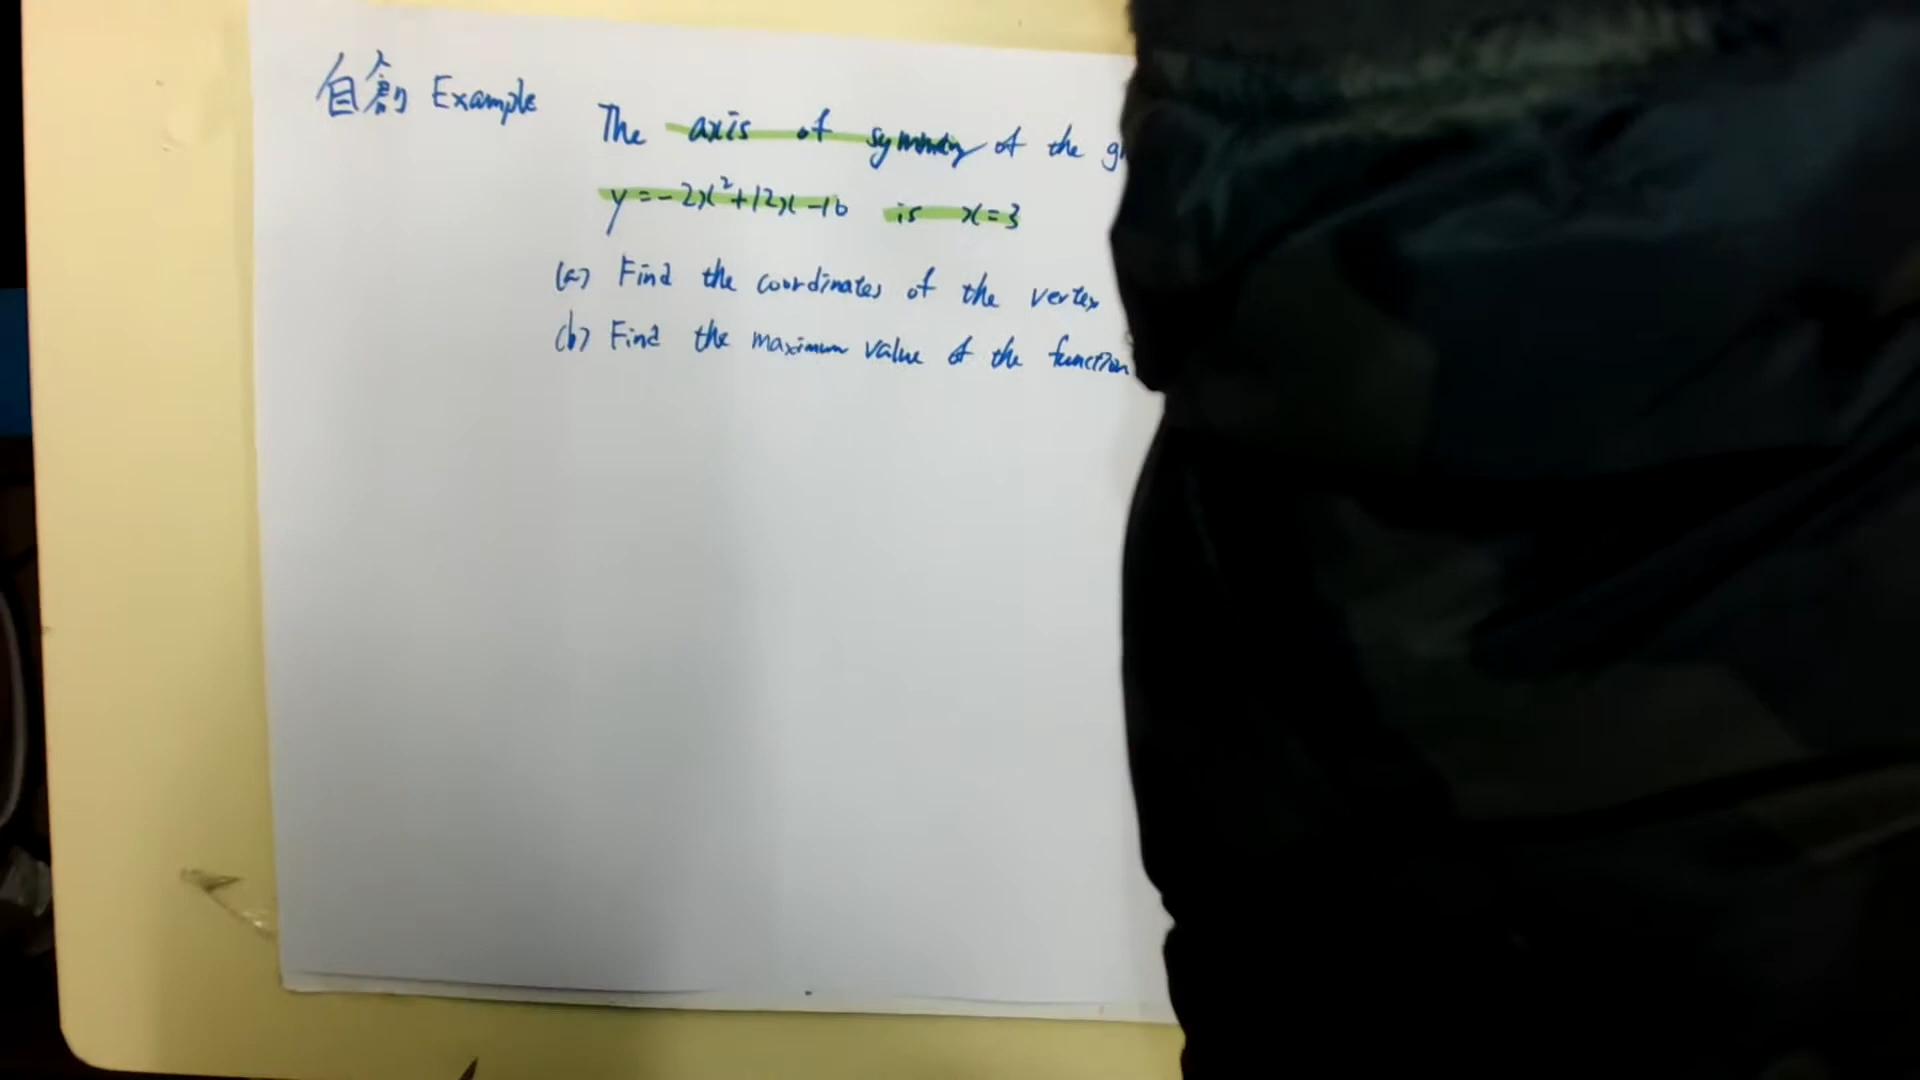 自創 Example
The axis of symmetry of the
y = -2x²+12x-16 is x=3
(a) Find the coordinates of the vertex
(b) Find the maximum value of the function